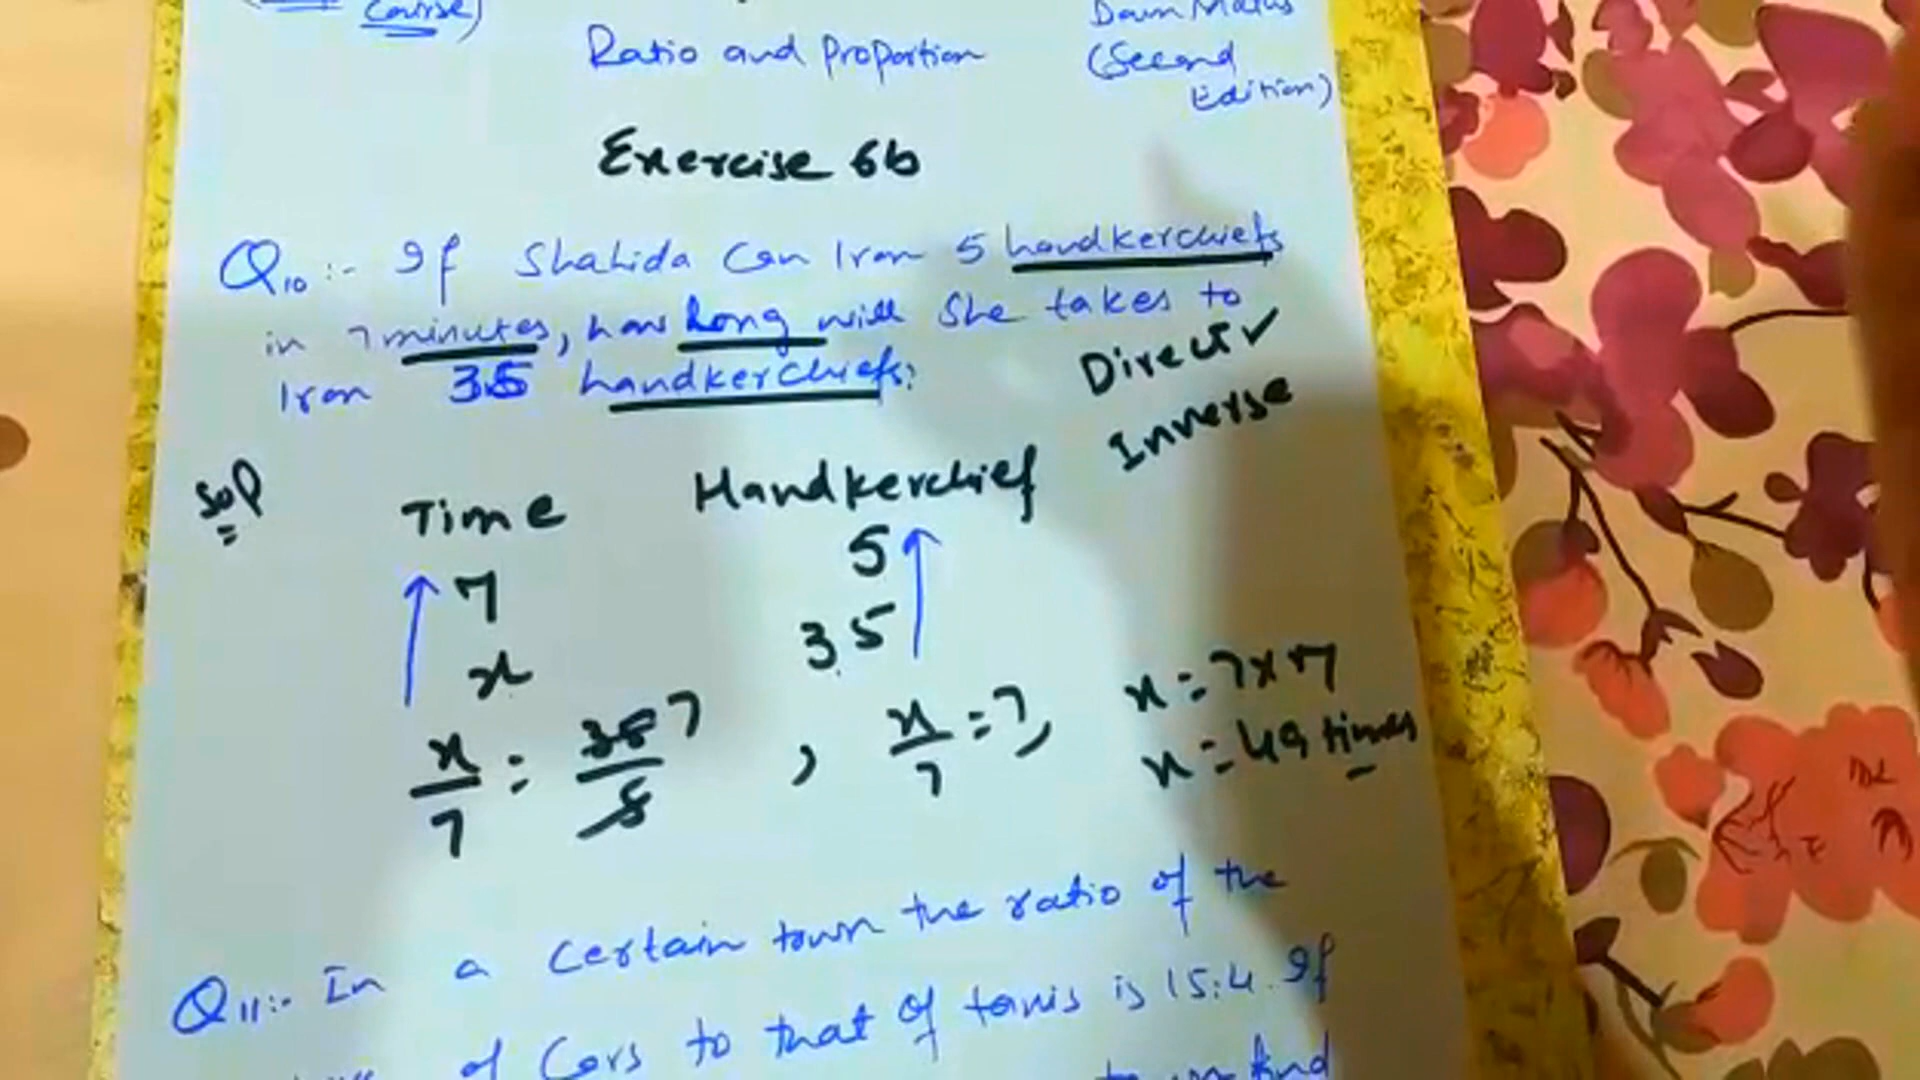 Course)
Ratio and Proportion
(Second
Edition)
Exercise 6b
Q10:- If Shahida Can Iron 5 handkerchiefs
in 7 minutes, how long will She takes to
Iron 35 handkerchiefs?
Direct ✓
Inverse
Sol
Time Handkerchief
7 5
x 35
x/7 = 35/5 7 , x/7 = 7, x = 7x7
x = 49 times
Q11:- In a certain town the ratio of the
of Cars to that of taxis is 15:4. If